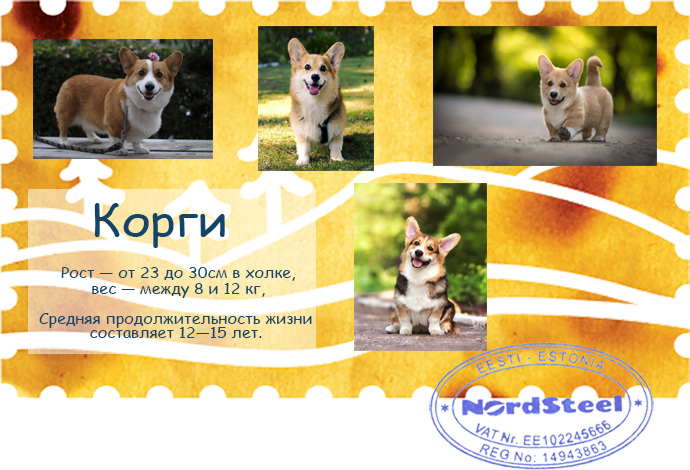 Корги
Рост — от 23 до 30см в холке,
вес — между 8 и 12 кг,
Средняя продолжительность жизни
составляет 12—15 лет.
EESTI - ESTONIA
* NordSteel *
VAT Nr. EE102245666
REG No: 14943863